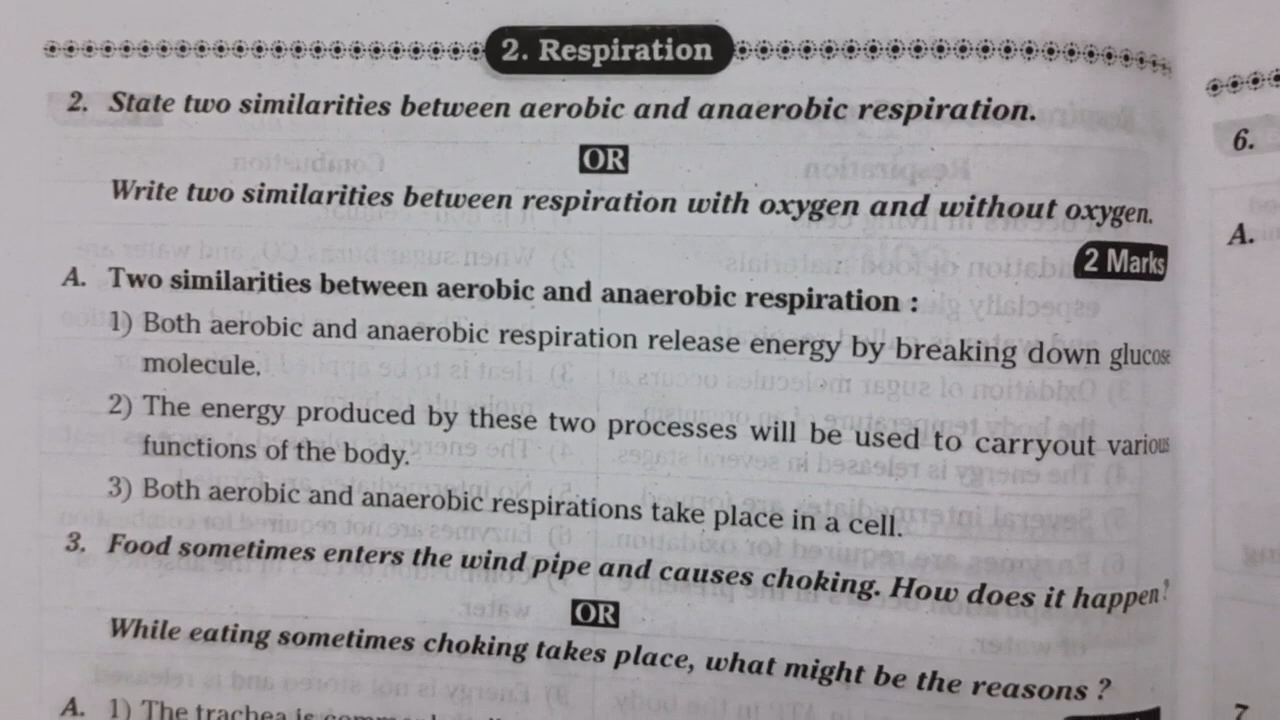 2. Respiration
2. State two similarities between aerobic and anaerobic respiration.
OR
Write two similarities between respiration with oxygen and without oxygen.
2 Marks
A. Two similarities between aerobic and anaerobic respiration :
1) Both aerobic and anaerobic respiration release energy by breaking down glucose
molecule.
2) The energy produced by these two processes will be used to carryout various
functions of the body.
3) Both aerobic and anaerobic respirations take place in a cell.
3. Food sometimes enters the wind pipe and causes choking. How does it happen?
OR
While eating sometimes choking takes place, what might be the reasons ?
A. 1) The trachea is
6.
A.
7